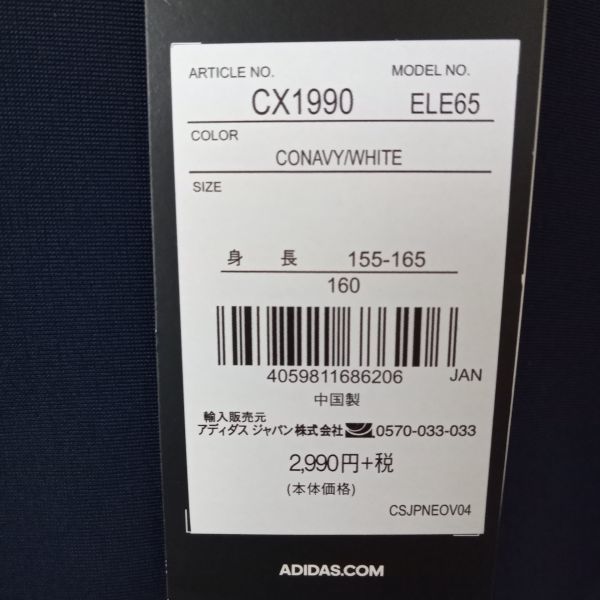 ARTICLE NO. MODEL NO.
CX1990 ELE65
COLOR
CONAVY/WHITE
SIZE
身 長 155-165
160
4059811686206 JAN
中国製
輸入販売元
アディダス ジャパン株式会社 0570-033-033
2,990円+税
(本体価格)
CSJPNEOV04
ADIDAS.COM